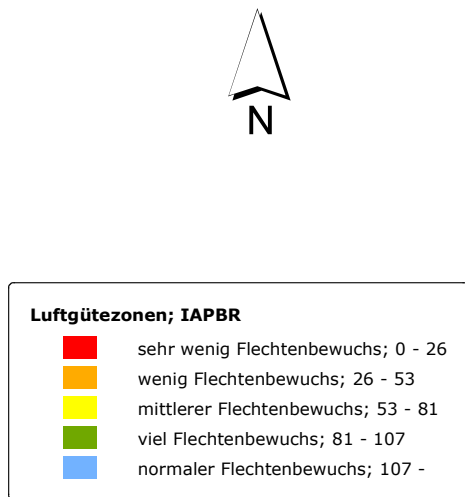 N
Luftgütezonen; IAPBR
sehr wenig Flechtenbewuchs; 0 - 26
wenig Flechtenbewuchs; 26 - 53
mittlerer Flechtenbewuchs; 53 - 81
viel Flechtenbewuchs; 81 - 107
normaler Flechtenbewuchs; 107 -